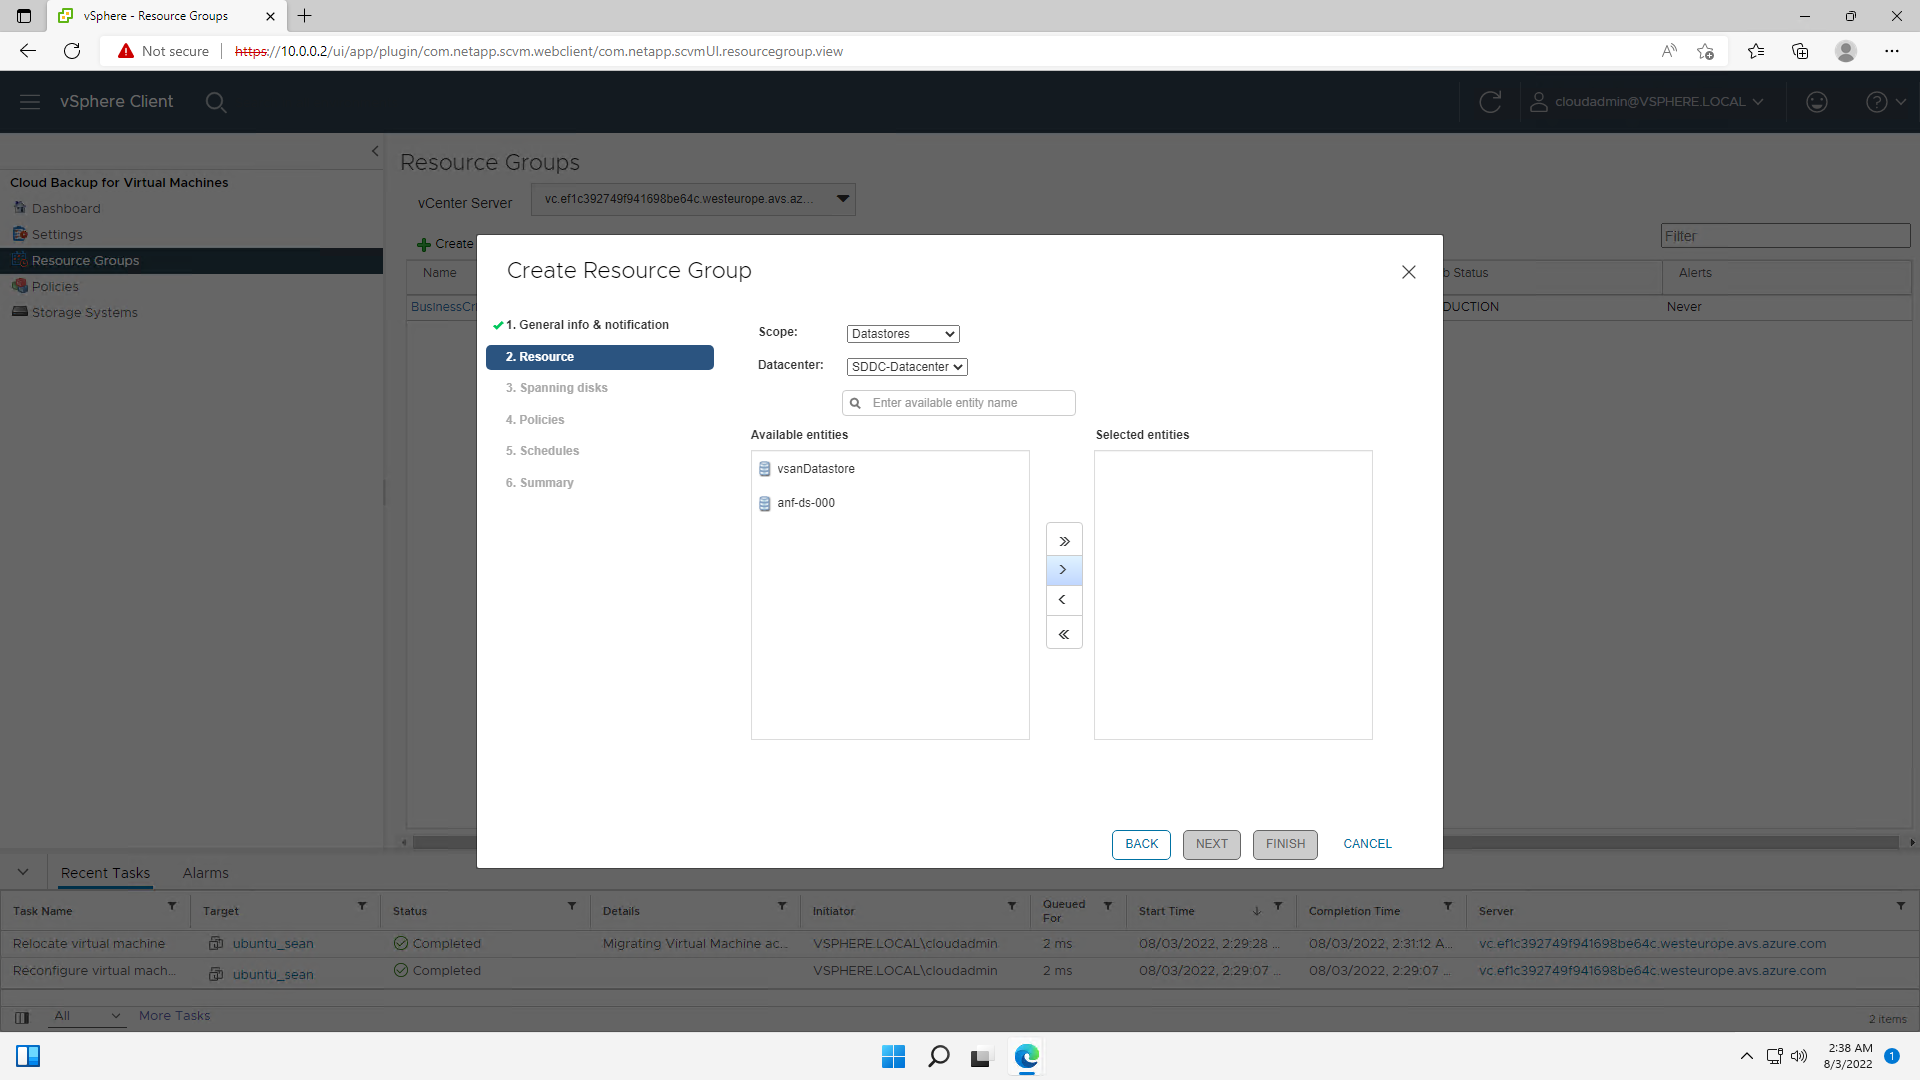 vSphere - Resource Groups
Not secure
https://10.0.0.2/ui/app/plugin/com.netapp.scvm.webclient/com.netapp.scvmUI.resourcegroup.view
vSphere Client
cloudadmin@VSPHERE.LOCAL
Cloud Backup for Virtual Machines
Dashboard
Settings
Resource Groups
Policies
Storage Systems
Resource Groups
vCenter Server
vc.ef1c392749f941698be64c.westeurope.avs.az...
Create
Filter
Name
b Status
Alerts
BusinessCri
DUCTION
Never
Create Resource Group
1. General info & notification
2. Resource
3. Spanning disks
4. Policies
5. Schedules
6. Summary
Scope:
Datastores
Datacenter:
SDDC-Datacenter
Enter available entity name
Available entities
Selected entities
vsanDatastore
anf-ds-000
BACK
NEXT
FINISH
CANCEL
Recent Tasks
Alarms
Task Name
Target
Status
Details
Initiator
Queued For
Start Time
Completion Time
Server
Relocate virtual machine
ubuntu_sean
Completed
Migrating Virtual Machine ac...
VSPHERE.LOCAL\cloudadmin
2 ms
08/03/2022, 2:29:28 ...
08/03/2022, 2:31:12 A...
vc.ef1c392749f941698be64c.westeurope.avs.azure.com
Reconfigure virtual mach...
ubuntu_sean
Completed
VSPHERE.LOCAL\cloudadmin
2 ms
08/03/2022, 2:29:07 ...
08/03/2022, 2:29:07 ...
vc.ef1c392749f941698be64c.westeurope.avs.azure.com
All
More Tasks
2 items
2:38 AM
8/3/2022
1